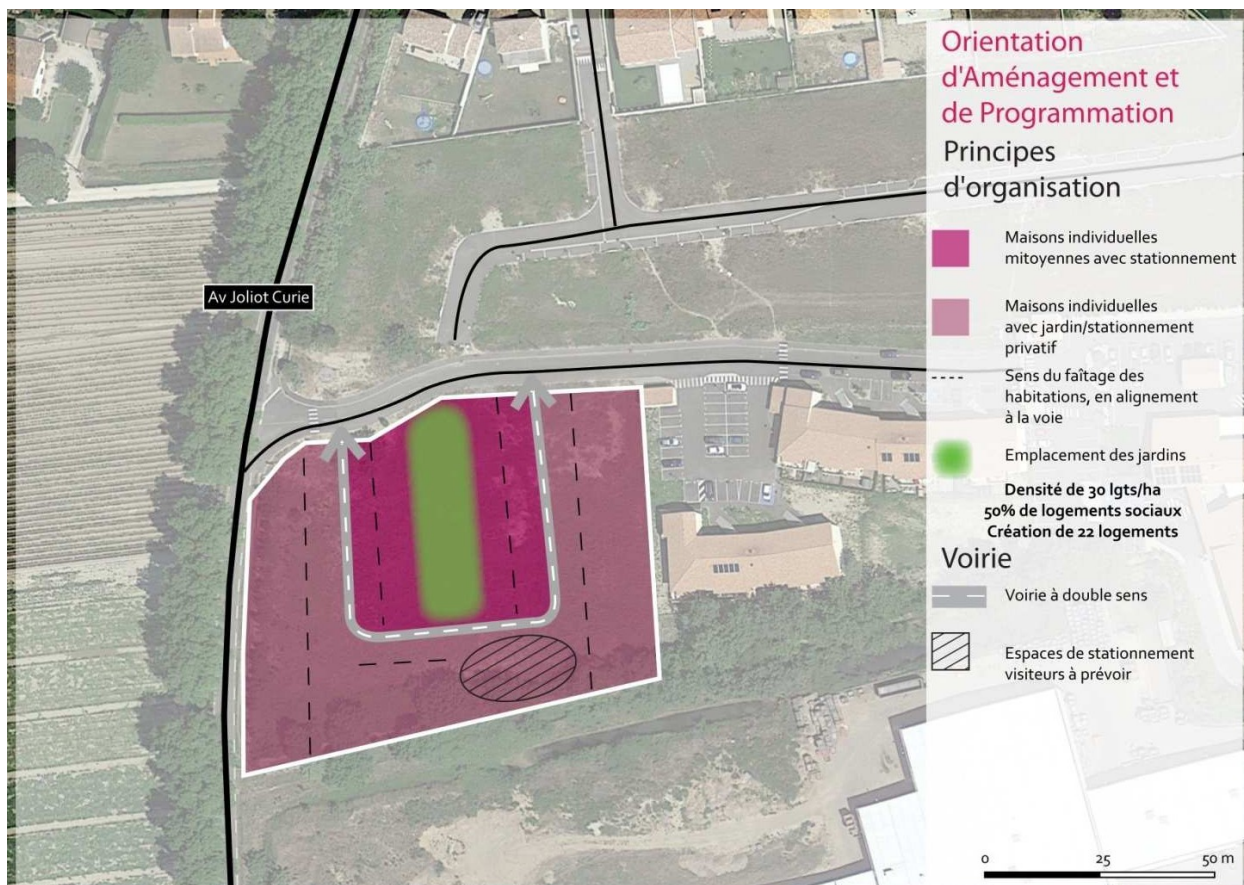 Orientation
d'Aménagement et
de Programmation
Principes
d'organisation
Maisons individuelles
mitoyennes avec stationnement
Maisons individuelles
avec jardin/stationnement
privatif
Sens du faîtage des
habitations, en alignement
à la voie
Emplacement des jardins
Densité de 30 lgts/ha
50% de logements sociaux
Création de 22 logements
Voirie
Voirie à double sens
Espaces de stationnement
visiteurs à prévoir
Av Joliot Curie
0 25 50 m